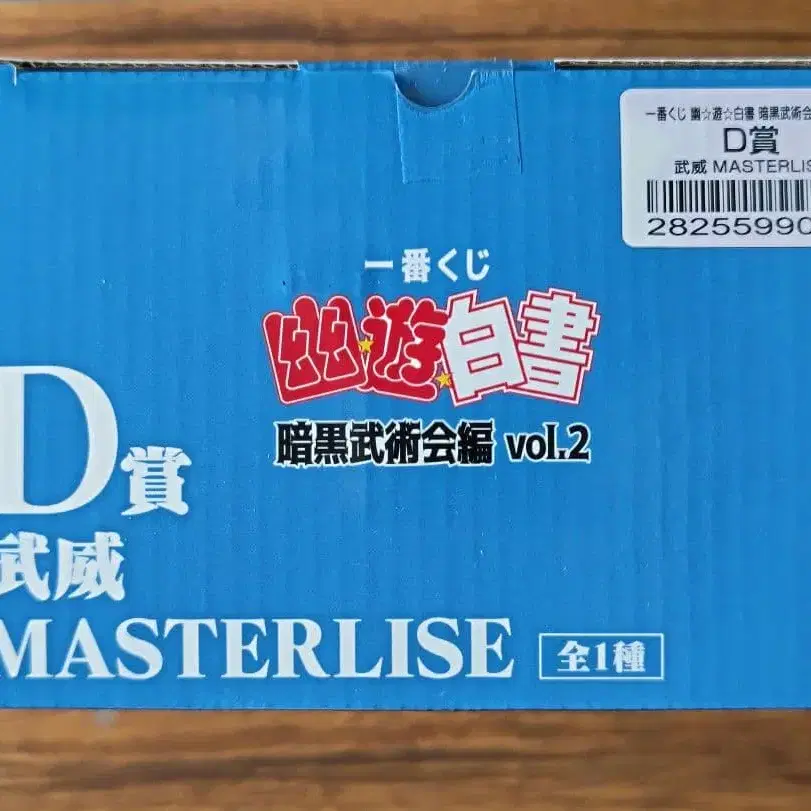 一番くじ 幽☆遊☆白書 暗黒武術会
D賞
武威 MASTERLIS
28255990
一番くじ
幽☆遊☆白書
暗黒武術会編 vol.2
D賞
武威
MASTERLISE 全1種